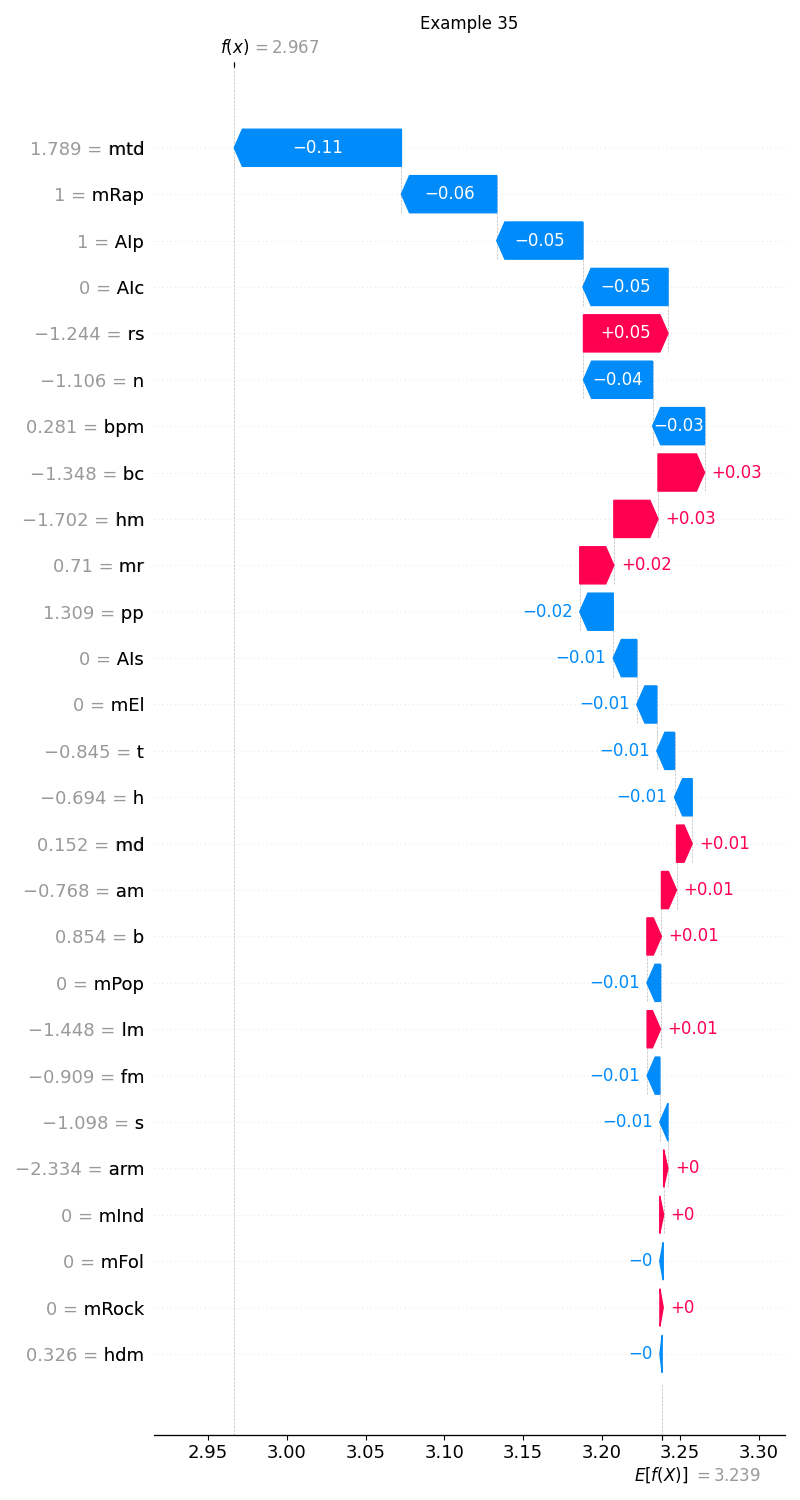 Example 35
f(x) = 2.967
1.789 = mtd −0.11
1 = mRap −0.06
1 = AIp −0.05
0 = AIc −0.05
−1.244 = rs +0.05
−1.106 = n −0.04
0.281 = bpm −0.03
−1.348 = bc +0.03
−1.702 = hm +0.03
0.71 = mr +0.02
1.309 = pp −0.02
0 = AIs −0.01
0 = mEl −0.01
−0.845 = t −0.01
−0.694 = h −0.01
0.152 = md +0.01
−0.768 = am +0.01
0.854 = b +0.01
0 = mPop −0.01
−1.448 = lm +0.01
−0.909 = fm −0.01
−1.098 = s −0.01
−2.334 = arm +0
0 = mInd +0
0 = mFol −0
0 = mRock +0
0.326 = hdm −0
2.95 3.00 3.05 3.10 3.15 3.20 3.25 3.30
E[f(X)] = 3.239